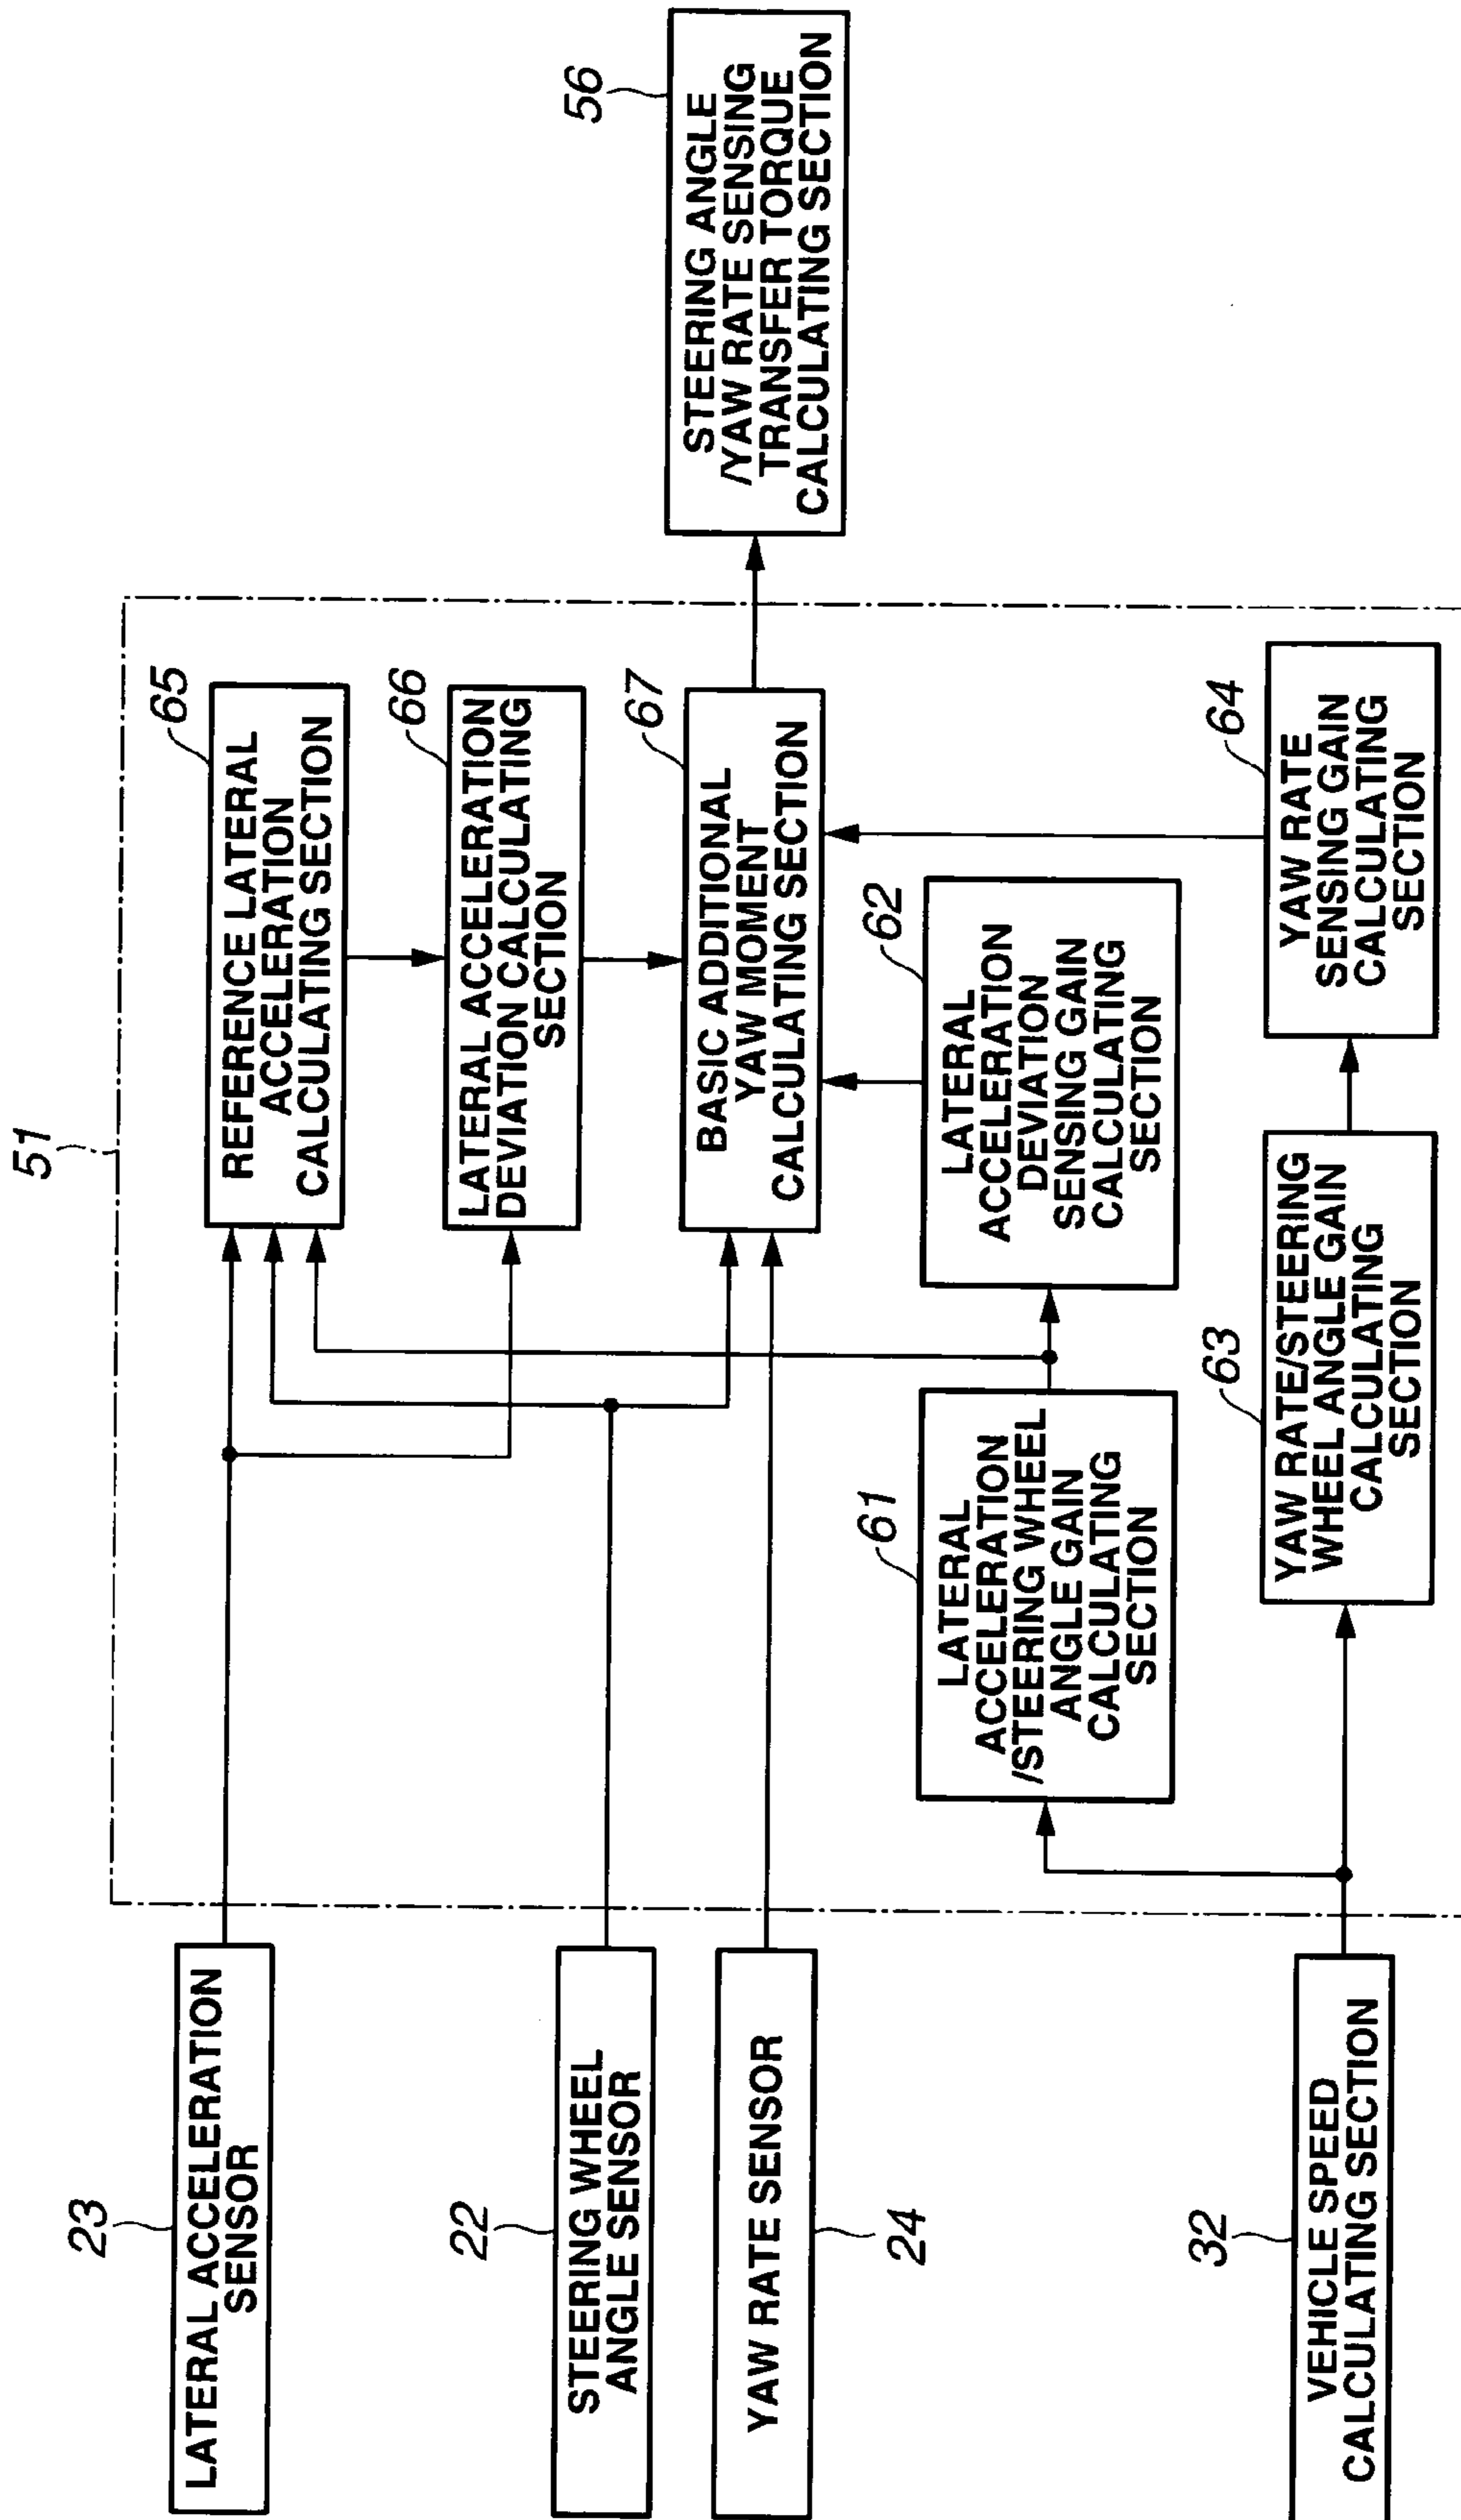 51
23
LATERAL ACCELERATION
SENSOR
22
STEERING WHEEL
ANGLE SENSOR
YAW RATE SENSOR
24
32
VEHICLE SPEED
CALCULATING SECTION
65
REFERENCE LATERAL
ACCELERATION
CALCULATING SECTION
66
LATERAL ACCELERATION
DEVIATION CALCULATING
SECTION
67
BASIC ADDITIONAL
YAW MOMENT
CALCULATING SECTION
61
LATERAL
ACCELERATION
/STEERING WHEEL
ANGLE GAIN
CALCULATING
SECTION
62
LATERAL
ACCELERATION
DEVIATION
SENSING GAIN
CALCULATING
SECTION
63
YAW RATE/STEERING
WHEEL ANGLE GAIN
CALCULATING
SECTION
64
YAW RATE
SENSING GAIN
CALCULATING
SECTION
56
STEERING ANGLE
/YAW RATE SENSING
TRANSFER TORQUE
CALCULATING SECTION